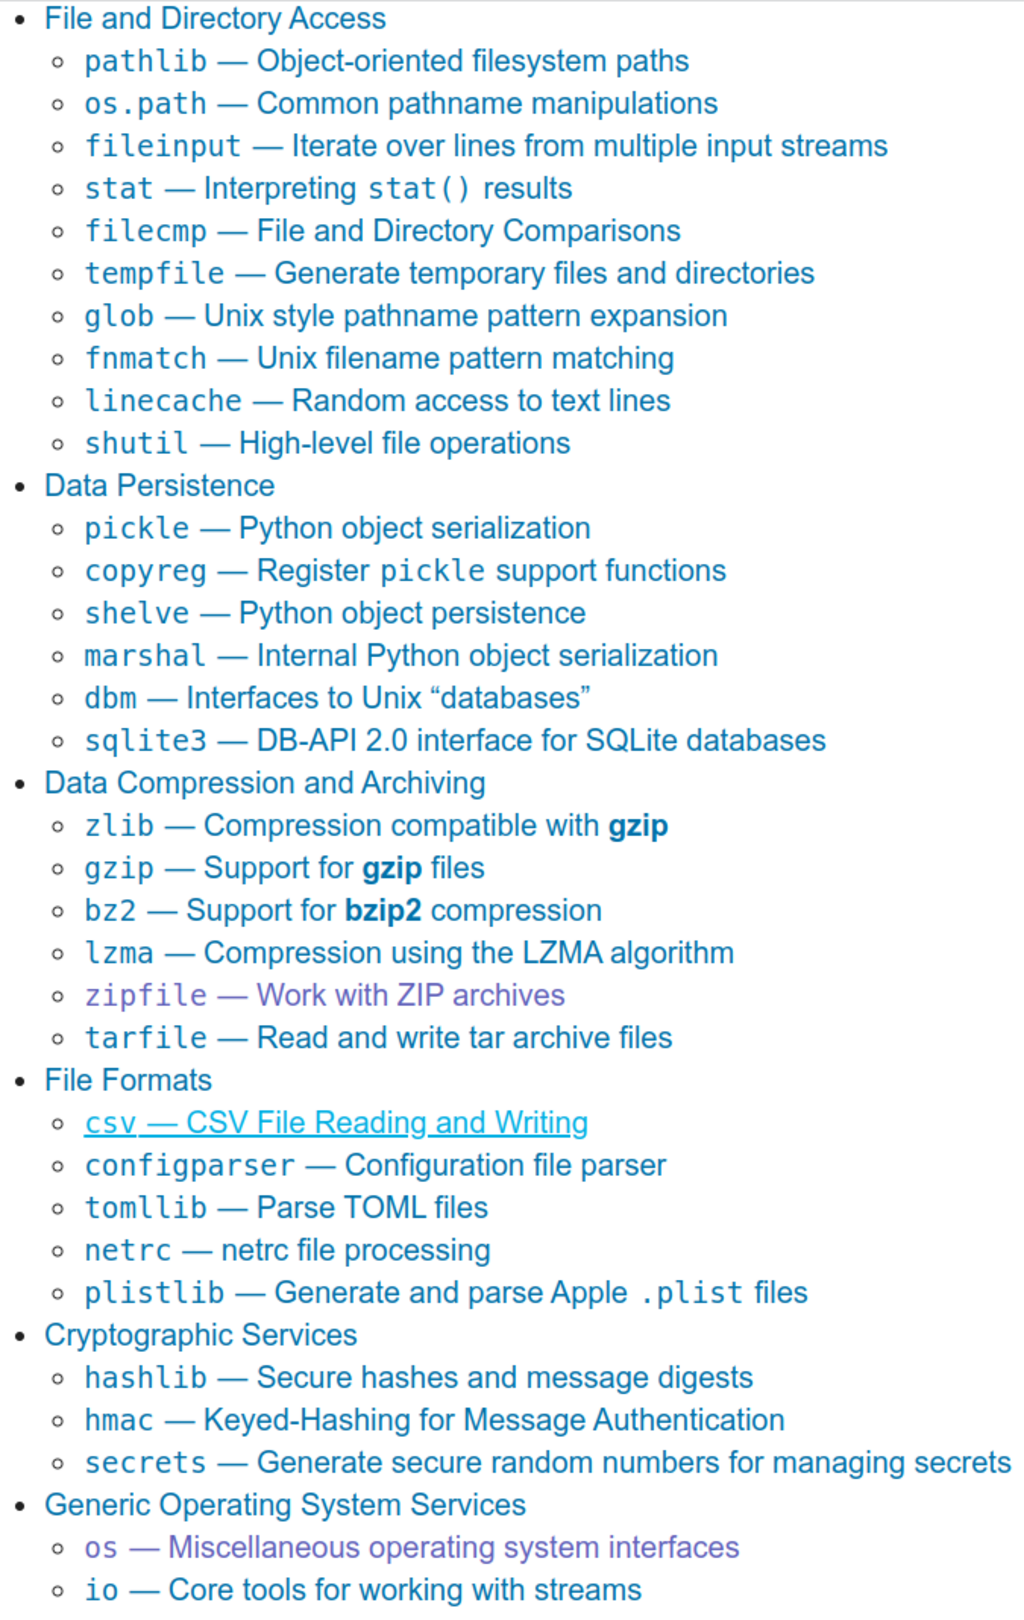 File and Directory Access
pathlib — Object-oriented filesystem paths
os.path — Common pathname manipulations
fileinput — Iterate over lines from multiple input streams
stat — Interpreting stat() results
filecmp — File and Directory Comparisons
tempfile — Generate temporary files and directories
glob — Unix style pathname pattern expansion
fnmatch — Unix filename pattern matching
linecache — Random access to text lines
shutil — High-level file operations
Data Persistence
pickle — Python object serialization
copyreg — Register pickle support functions
shelve — Python object persistence
marshal — Internal Python object serialization
dbm — Interfaces to Unix “databases”
sqlite3 — DB-API 2.0 interface for SQLite databases
Data Compression and Archiving
zlib — Compression compatible with gzip
gzip — Support for gzip files
bz2 — Support for bzip2 compression
lzma — Compression using the LZMA algorithm
zipfile — Work with ZIP archives
tarfile — Read and write tar archive files
File Formats
csv — CSV File Reading and Writing
configparser — Configuration file parser
tomllib — Parse TOML files
netrc — netrc file processing
plistlib — Generate and parse Apple .plist files
Cryptographic Services
hashlib — Secure hashes and message digests
hmac — Keyed-Hashing for Message Authentication
secrets — Generate secure random numbers for managing secrets
Generic Operating System Services
os — Miscellaneous operating system interfaces
io — Core tools for working with streams